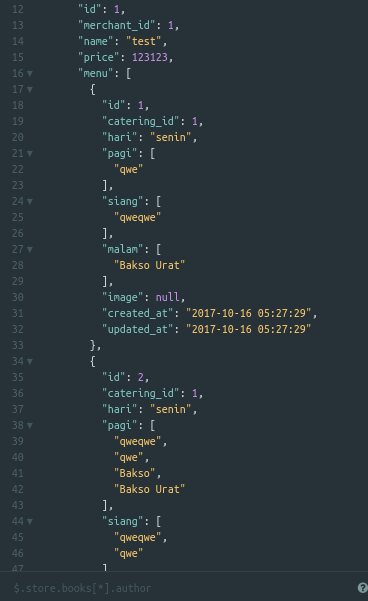 12 "id": 1,
13 "merchant_id": 1,
14 "name": "test",
15 "price": 123123,
16 "menu": [
17 {
18 "id": 1,
19 "catering_id": 1,
20 "hari": "senin",
21 "pagi": [
22 "qwe"
23 ],
24 "siang": [
25 "qweqwe"
26 ],
27 "malam": [
28 "Bakso Urat"
29 ],
30 "image": null,
31 "created_at": "2017-10-16 05:27:29",
32 "updated_at": "2017-10-16 05:27:29"
33 },
34 {
35 "id": 2,
36 "catering_id": 1,
37 "hari": "senin",
38 "pagi": [
39 "qweqwe",
40 "qwe",
41 "Bakso",
42 "Bakso Urat"
43 ],
44 "siang": [
45 "qweqwe",
46 "qwe"
47 ]
$.store.books[*].author ?